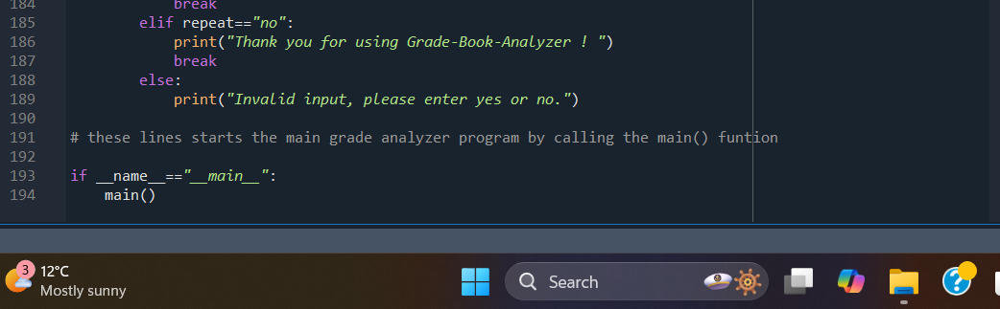 184 break
185 elif repeat=="no":
186 print("Thank you for using Grade-Book-Analyzer ! ")
187 break
188 else:
189 print("Invalid input, please enter yes or no.")
190
191 # these lines starts the main grade analyzer program by calling the main() funtion
192
193 if __name__=="__main__":
194 main()
3
12°C
Mostly sunny
Search
?